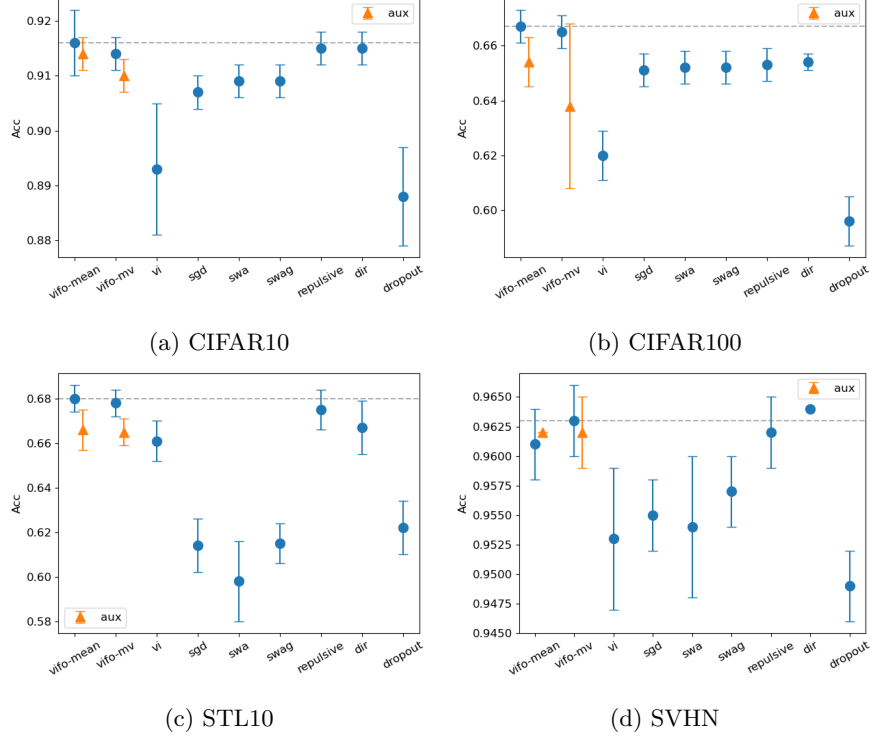 aux
0.92
0.91
0.90
0.89
0.88
Acc
vifo-mean
vifo-mv
vi
sgd
swa
swag
repulsive
dir
dropout
(a) CIFAR10
aux
0.66
0.64
0.62
0.60
Acc
vifo-mean
vifo-mv
vi
sgd
swa
swag
repulsive
dir
dropout
(b) CIFAR100
0.68
0.66
0.64
0.62
0.60
0.58
Acc
aux
vifo-mean
vifo-mv
vi
sgd
swa
swag
repulsive
dir
dropout
(c) STL10
aux
0.9650
0.9625
0.9600
0.9575
0.9550
0.9525
0.9500
0.9475
0.9450
Acc
vifo-mean
vifo-mv
vi
sgd
swa
swag
repulsive
dir
dropout
(d) SVHN